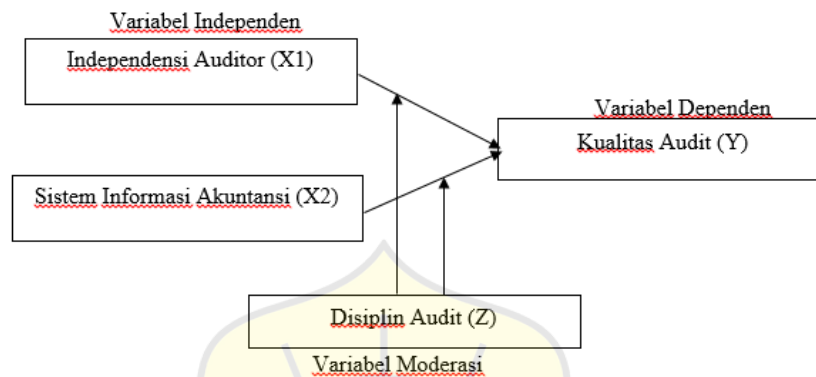 Variabel Independen
Independensi Auditor (X1)
Variabel Dependen
Kualitas Audit (Y)
Sistem Informasi Akuntansi (X2)
Disiplin Audit (Z)
Variabel Moderasi